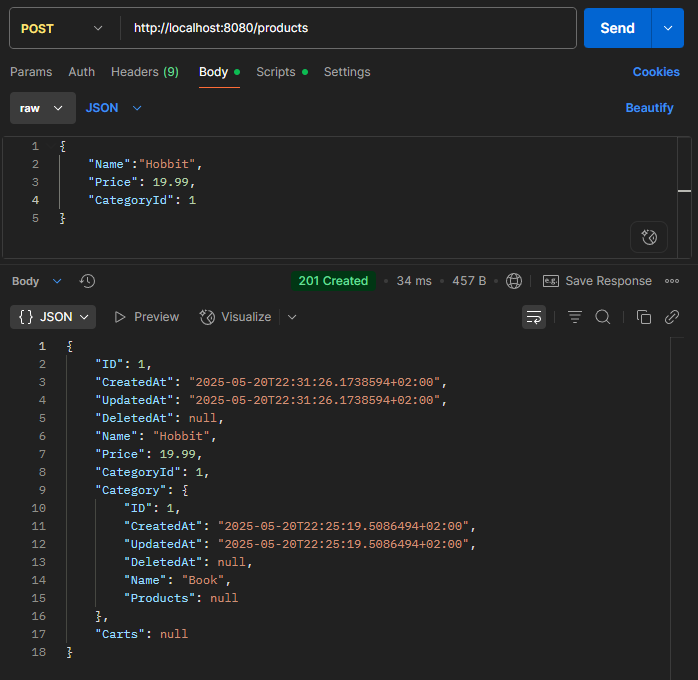 POST http://localhost:8080/products Send
Params Auth Headers (9) Body Scripts Settings Cookies
raw JSON Beautify
1 {
2 "Name":"Hobbit",
3 "Price": 19.99,
4 "CategoryId": 1
5 }
Body 201 Created 34 ms 457 B e.g. Save Response
{} JSON Preview Visualize
1 {
2 "ID": 1,
3 "CreatedAt": "2025-05-20T22:31:26.1738594+02:00",
4 "UpdatedAt": "2025-05-20T22:31:26.1738594+02:00",
5 "DeletedAt": null,
6 "Name": "Hobbit",
7 "Price": 19.99,
8 "CategoryId": 1,
9 "Category": {
10 "ID": 1,
11 "CreatedAt": "2025-05-20T22:25:19.5086494+02:00",
12 "UpdatedAt": "2025-05-20T22:25:19.5086494+02:00",
13 "DeletedAt": null,
14 "Name": "Book",
15 "Products": null
16 },
17 "Carts": null
18 }